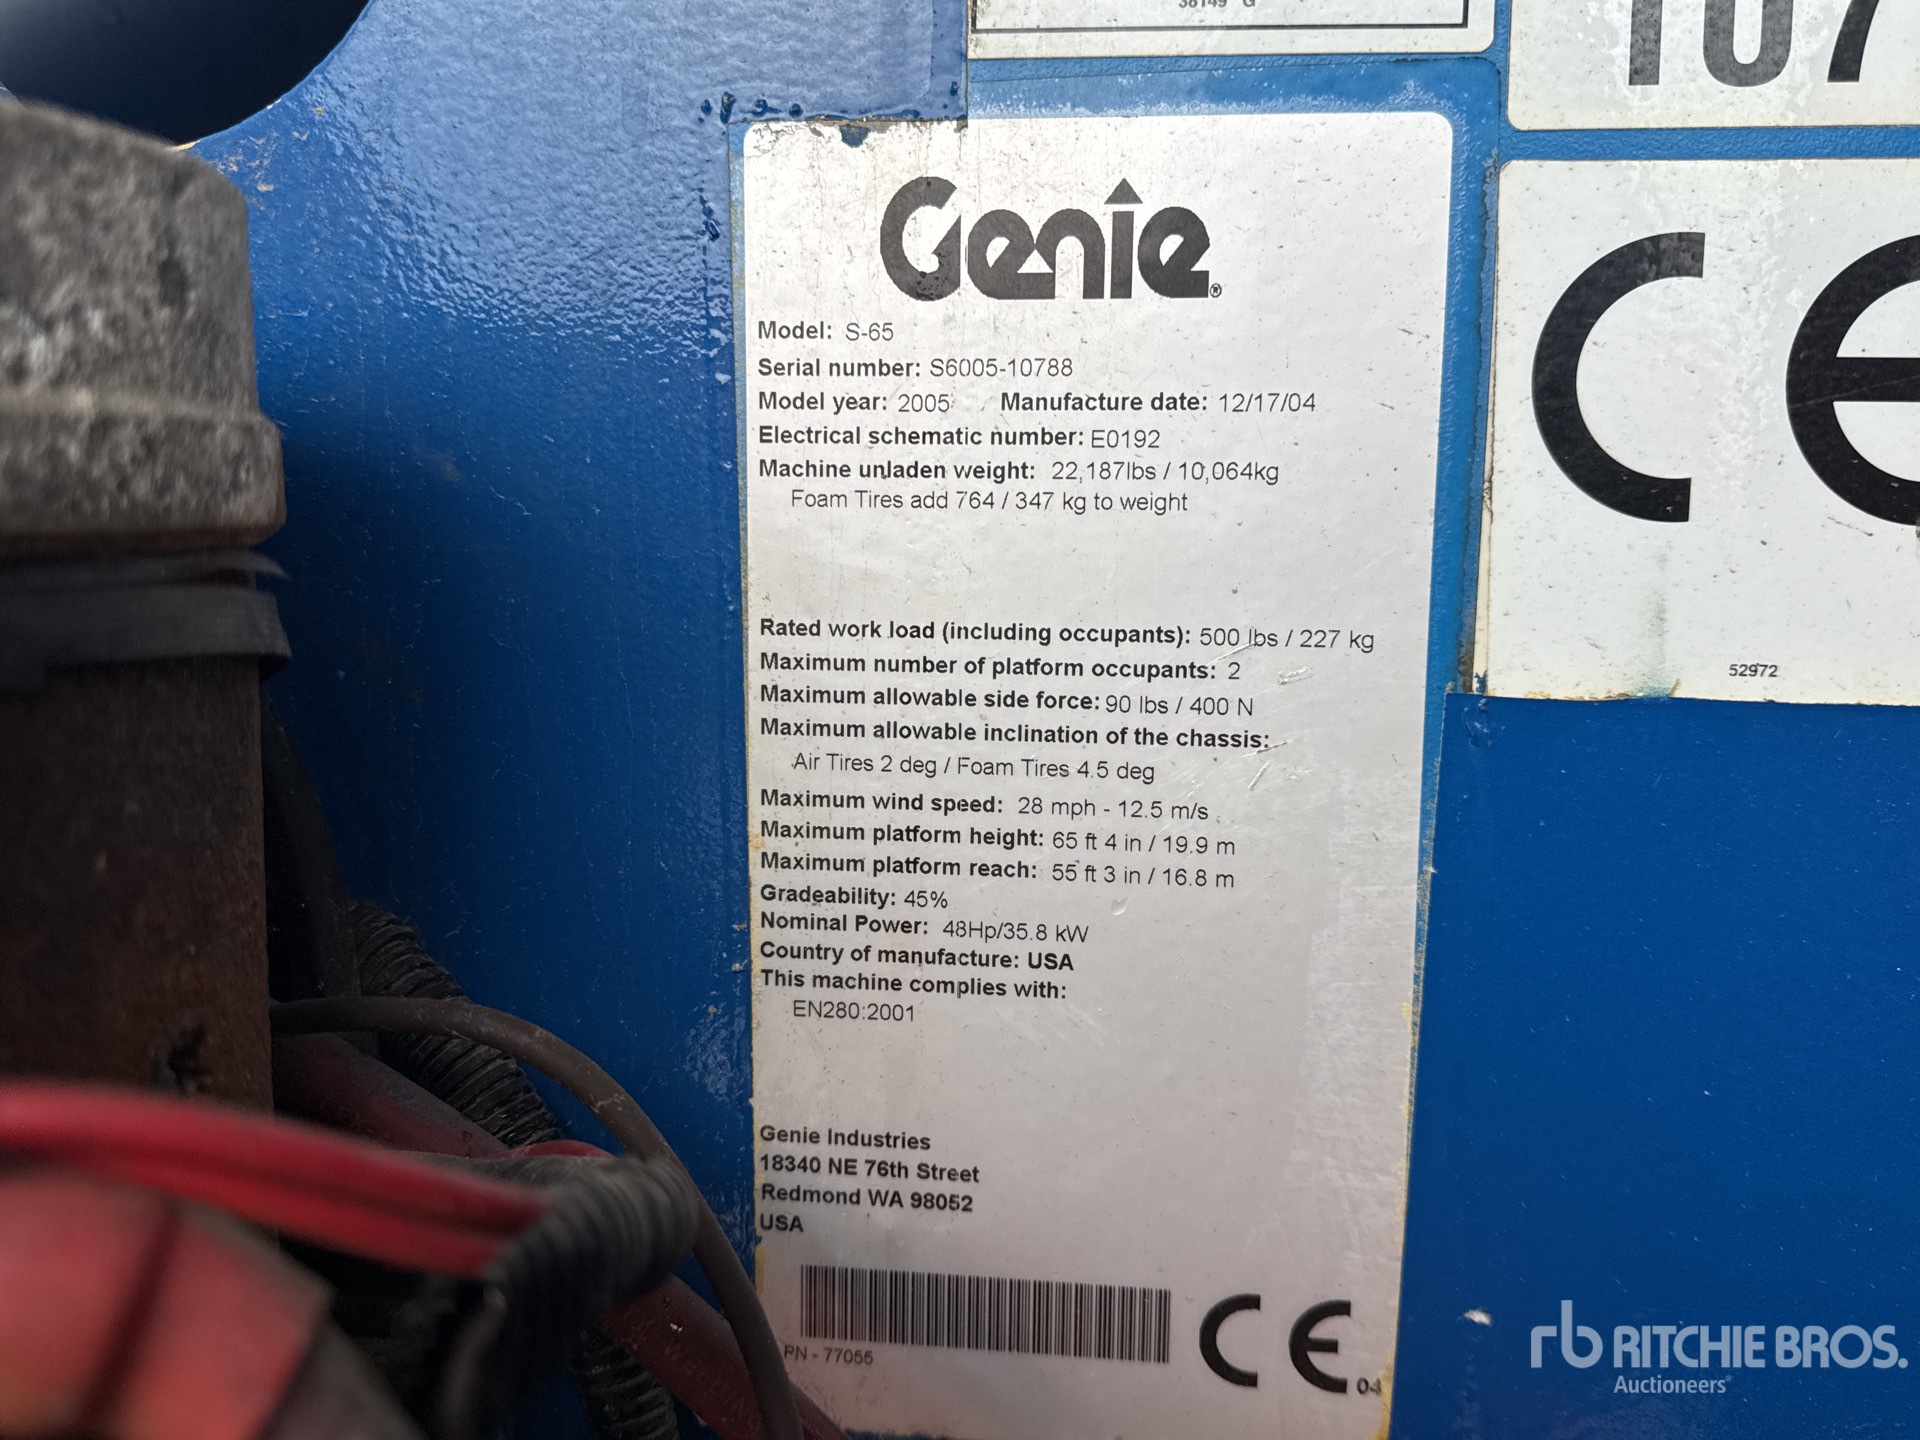 38149 G
107
Genie®
Model: S-65
Serial number: S6005-10788
Model year: 2005 Manufacture date: 12/17/04
Electrical schematic number: E0192
Machine unladen weight: 22,187lbs / 10,064kg
Foam Tires add 764 / 347 kg to weight
Rated work load (including occupants): 500 lbs / 227 kg
Maximum number of platform occupants: 2
Maximum allowable side force: 90 lbs / 400 N
Maximum allowable inclination of the chassis:
Air Tires 2 deg / Foam Tires 4.5 deg
Maximum wind speed: 28 mph - 12.5 m/s
Maximum platform height: 65 ft 4 in / 19.9 m
Maximum platform reach: 55 ft 3 in / 16.8 m
Gradeability: 45%
Nominal Power: 48Hp/35.8 kW
Country of manufacture: USA
This machine complies with:
EN280:2001
Genie Industries
18340 NE 76th Street
Redmond WA 98052
USA
PN - 77055
CE 04
CE
52972
rb RITCHIE BROS.
Auctioneers